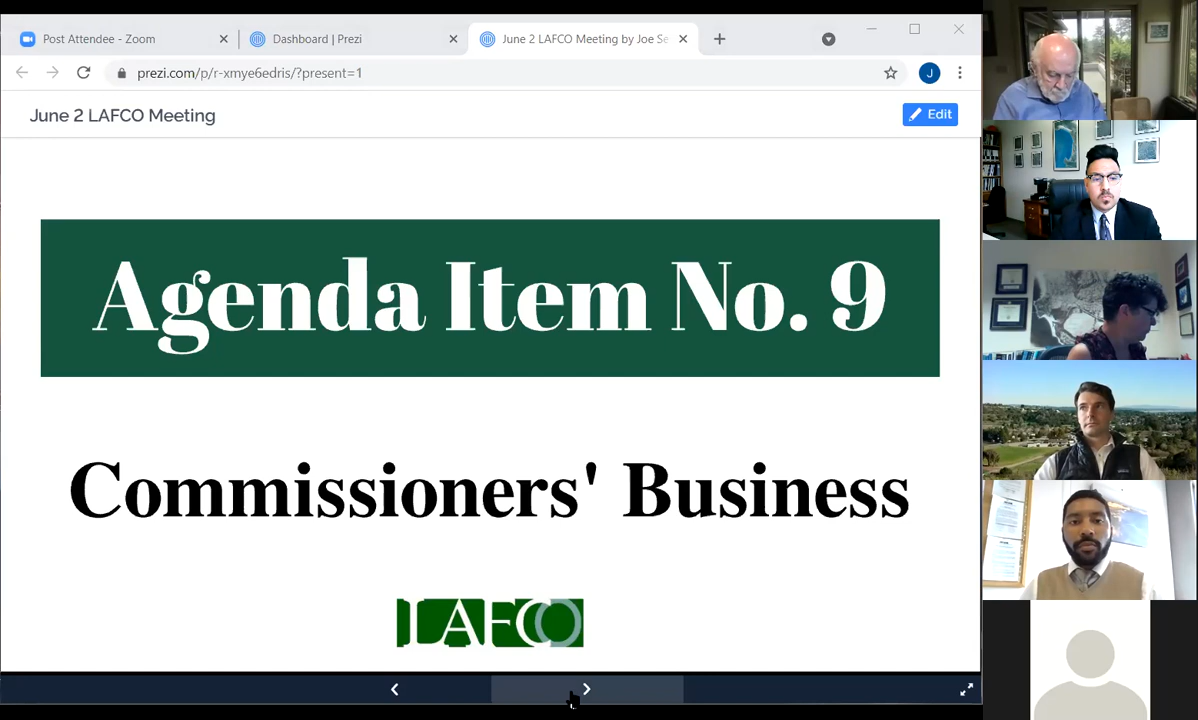 Post Attendee - Zoom
Dashboard | Prezi
June 2 LAFCO Meeting by Joe Se
prezi.com/p/r-xmye6edris/?present=1
J
June 2 LAFCO Meeting
Edit
Agenda Item No. 9
Commissioners' Business
LAFCO